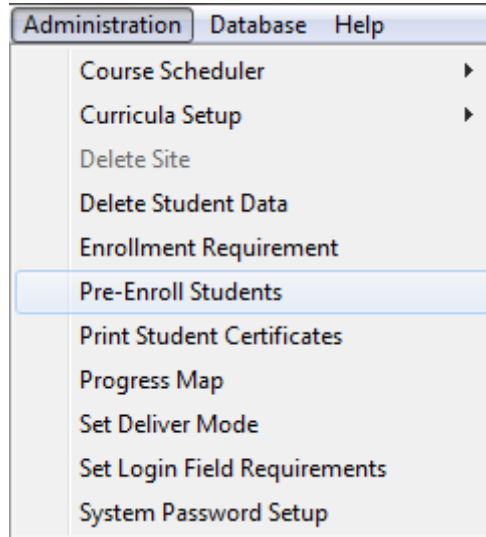 Administration Database Help
Course Scheduler
Curricula Setup
Delete Site
Delete Student Data
Enrollment Requirement
Pre-Enroll Students
Print Student Certificates
Progress Map
Set Deliver Mode
Set Login Field Requirements
System Password Setup